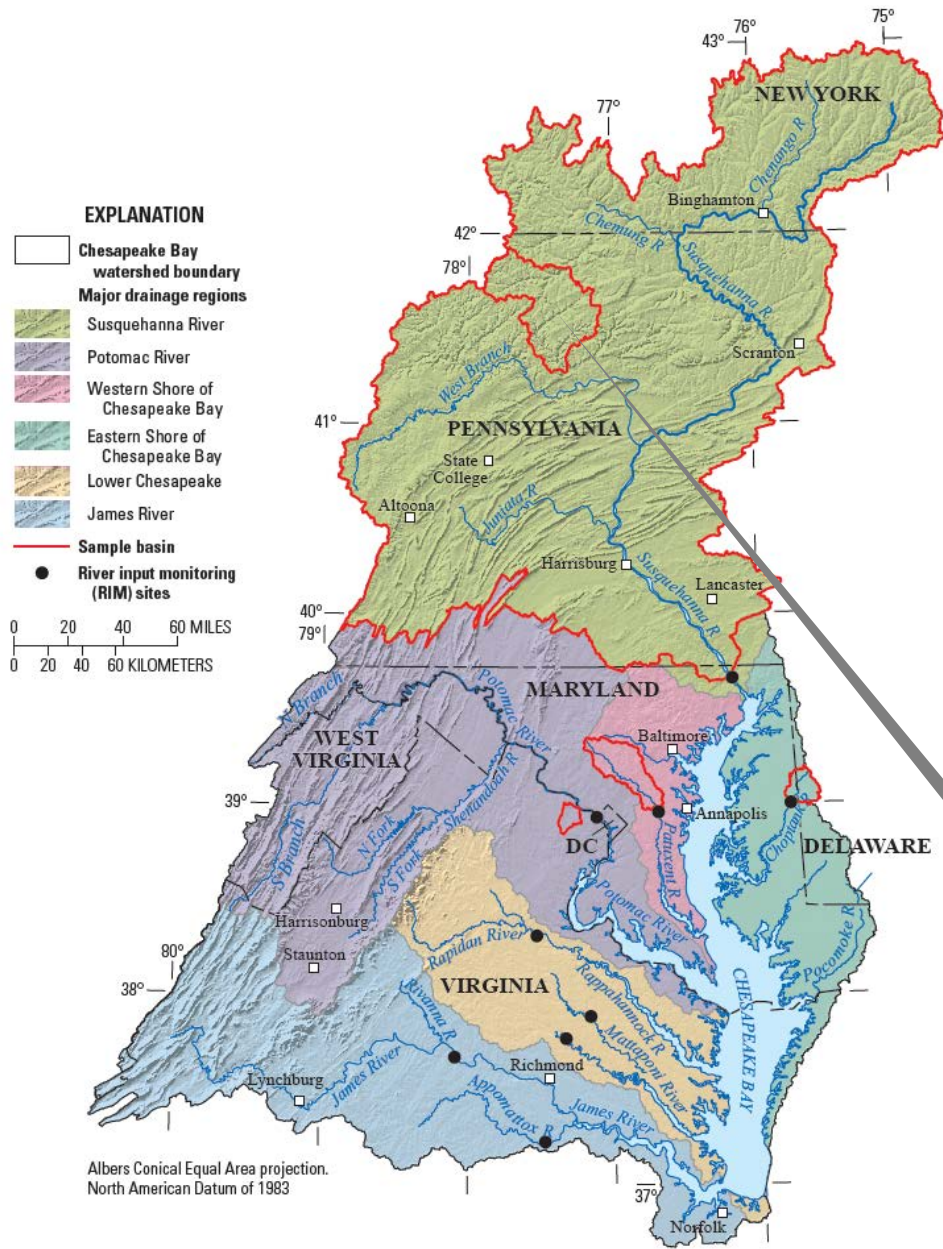 EXPLANATION
Chesapeake Bay
watershed boundary
Major drainage regions
Susquehanna River
Potomac River
Western Shore of
Chesapeake Bay
Eastern Shore of
Chesapeake Bay
Lower Chesapeake
James River
Sample basin
River input monitoring
(RIM) sites
0 20 40 60 MILES
0 20 40 60 KILOMETERS
75°
76°
43°
NEW YORK
77°
Chenango R
Binghamton
Chemung R
42°
78°
Susquehanna R
Scranton
West Branch
41°
PENNSYLVANIA
State
College
Altoona
Juniata R
Harrisburg
Susquehanna R
Lancaster
40°
79°
MARYLAND
N Branch
Potomac River
Baltimore
WEST
VIRGINIA
Shenandoah R
39°
Annapolis
N Fork
S Fork
S Branch
DC
Patuxent R
Choptank R
DELAWARE
Harrisonburg
Potomac River
Pocomoke R
Staunton
Rapidan River
80°
38°
VIRGINIA
Rappahannock R
CHESAPEAKE BAY
Rivanna R
Mattaponi River
Richmond
Lynchburg
James River
Appomattox R
James River
37°
Norfolk
Albers Conical Equal Area projection.
North American Datum of 1983